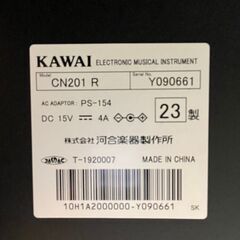 KAWAI ELECTRONIC MUSICAL INSTRUMENT
Model CN201 R Serial No. Y090661
AC ADAPTOR: PS-154
DC 15V 4A
23 製
株式会社 河合楽器製作所
T-1920007 MADE IN CHINA
10H1A2000000-Y090661
SK